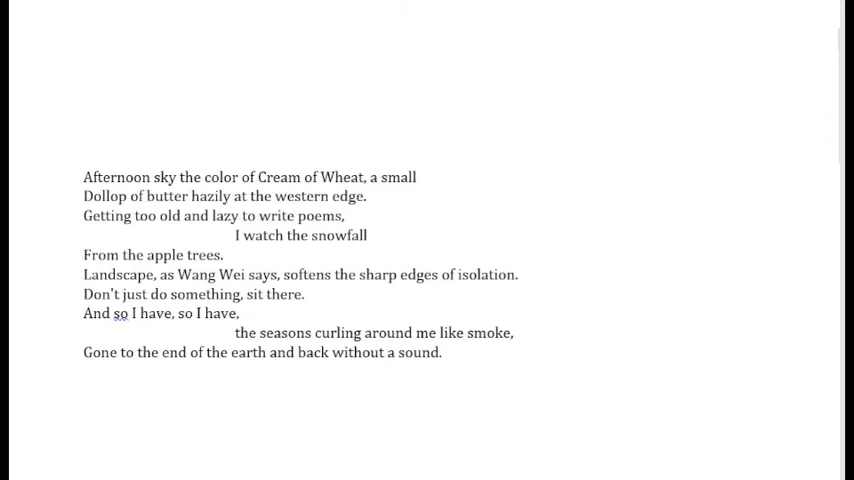 Afternoon sky the color of Cream of Wheat, a small
Dollop of butter hazily at the western edge.
Getting too old and lazy to write poems,
I watch the snowfall
From the apple trees.
Landscape, as Wang Wei says, softens the sharp edges of isolation.
Don't just do something, sit there.
And so I have, so I have,
the seasons curling around me like smoke,
Gone to the end of the earth and back without a sound.